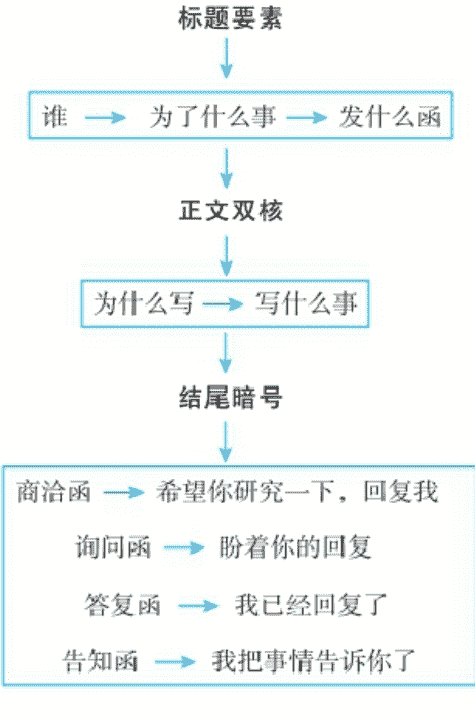 标题要素
谁 → 为了什么事 → 发什么函
正文双核
为什么写 → 写什么事
结尾暗号
商洽函 → 希望你研究一下，回复我
询问函 → 盼着你的回复
答复函 → 我已经回复了
告知函 → 我把事情告诉你了